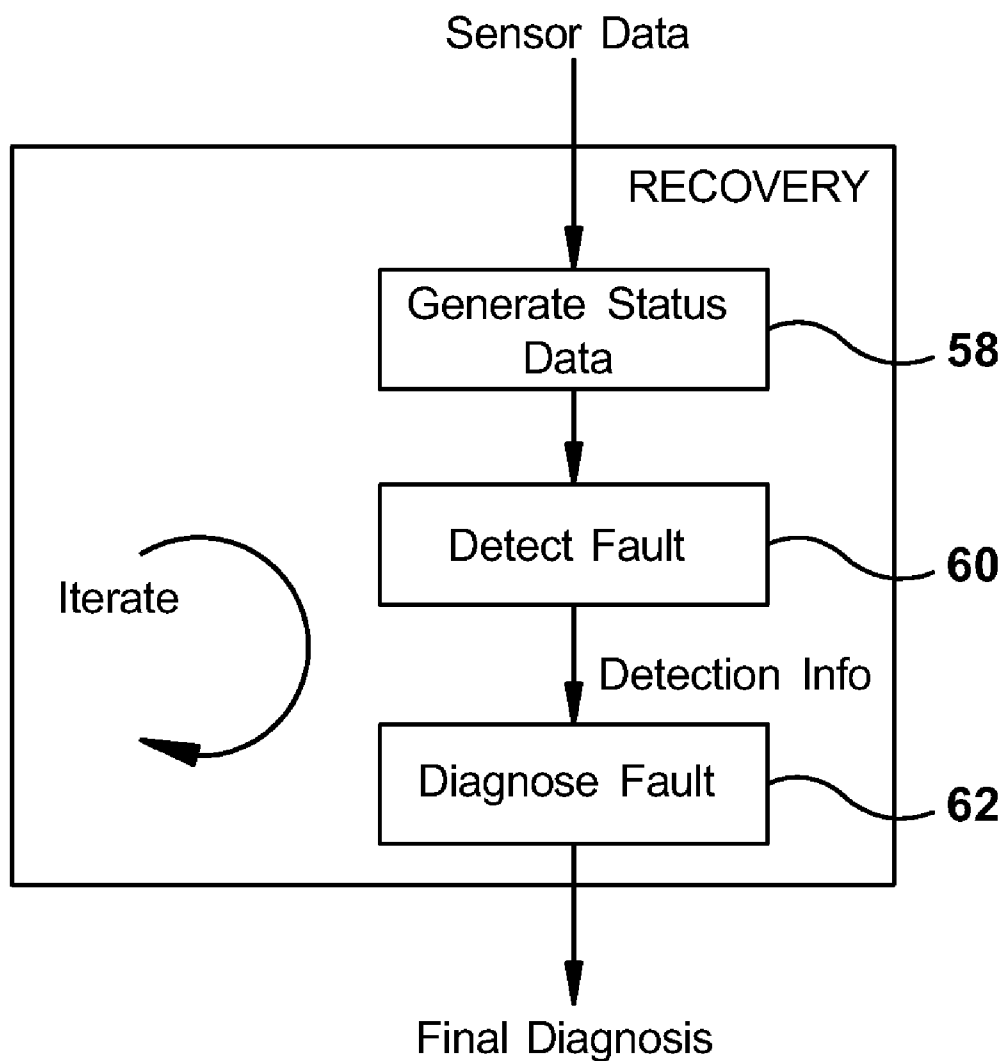 Sensor Data
RECOVERY
Generate Status
Data
58
Detect Fault
60
Iterate
Detection Info
Diagnose Fault
62
Final Diagnosis